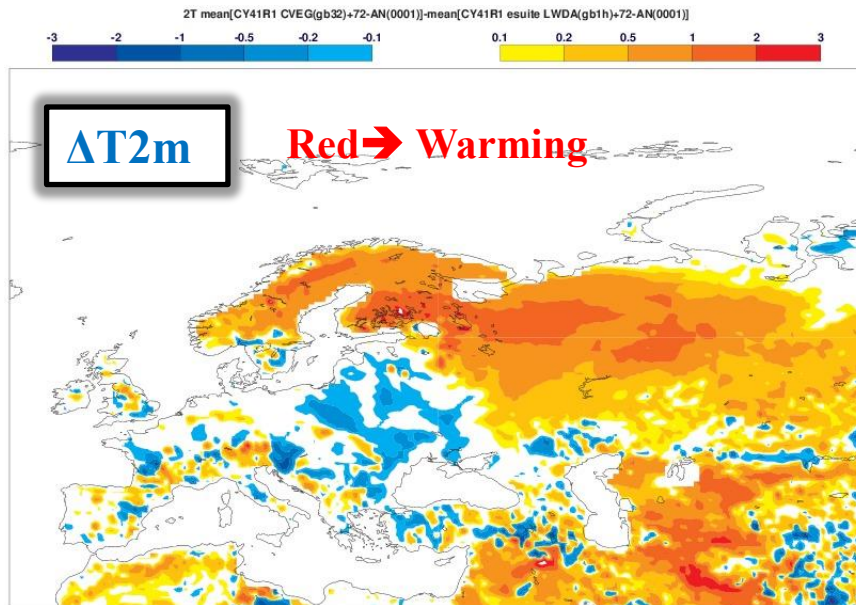 2T mean[CY41R1 CVEG(gb32)+72-AN(0001)]-mean[CY41R1 esuite LWDA(gb1h)+72-AN(0001)]
-3 -2 -1 -0.5 -0.2 -0.1 0.1 0.2 0.5 1 2 3
ΔT2m
Red➔ Warming